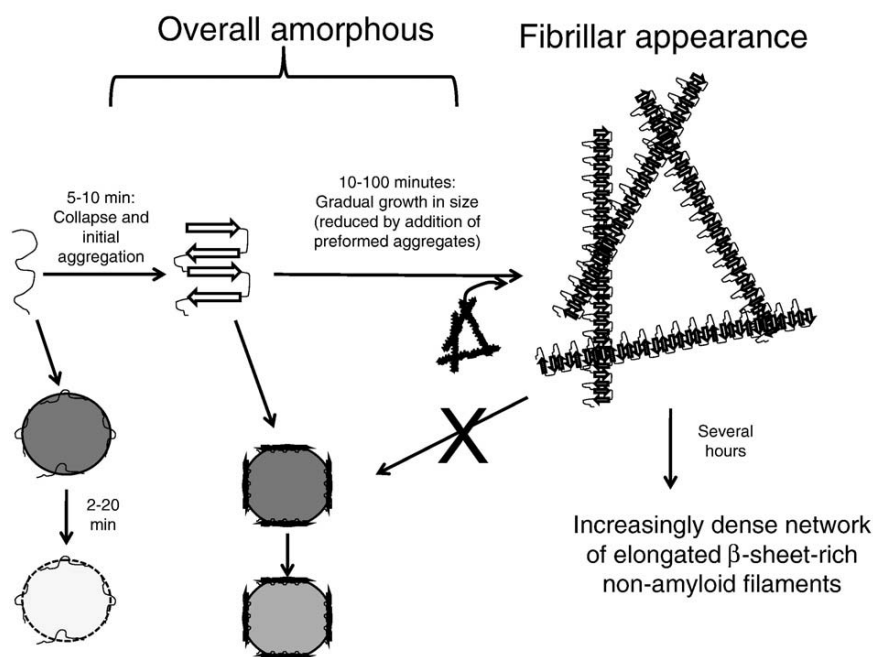 Overall amorphous
Fibrillar appearance
5-10 min:
Collapse and
initial
aggregation
10-100 minutes:
Gradual growth in size
(reduced by addition of
preformed aggregates)
X
2-20
min
Several
hours
Increasingly dense network
of elongated β-sheet-rich
non-amyloid filaments